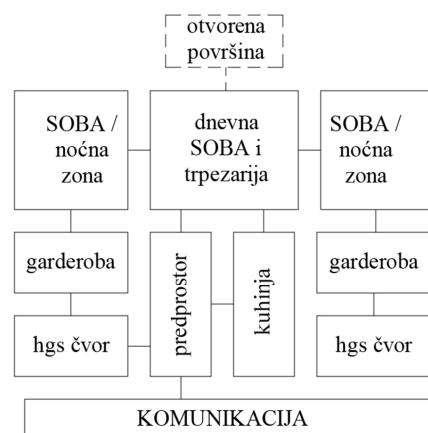 otvorena
površina
SOBA /
noćna
zona
dnevna
SOBA i
trpezarija
SOBA /
noćna
zona
garderoba
predprostor
kuhinja
garderoba
hgs čvor
hgs čvor
KOMUNIKACIJA